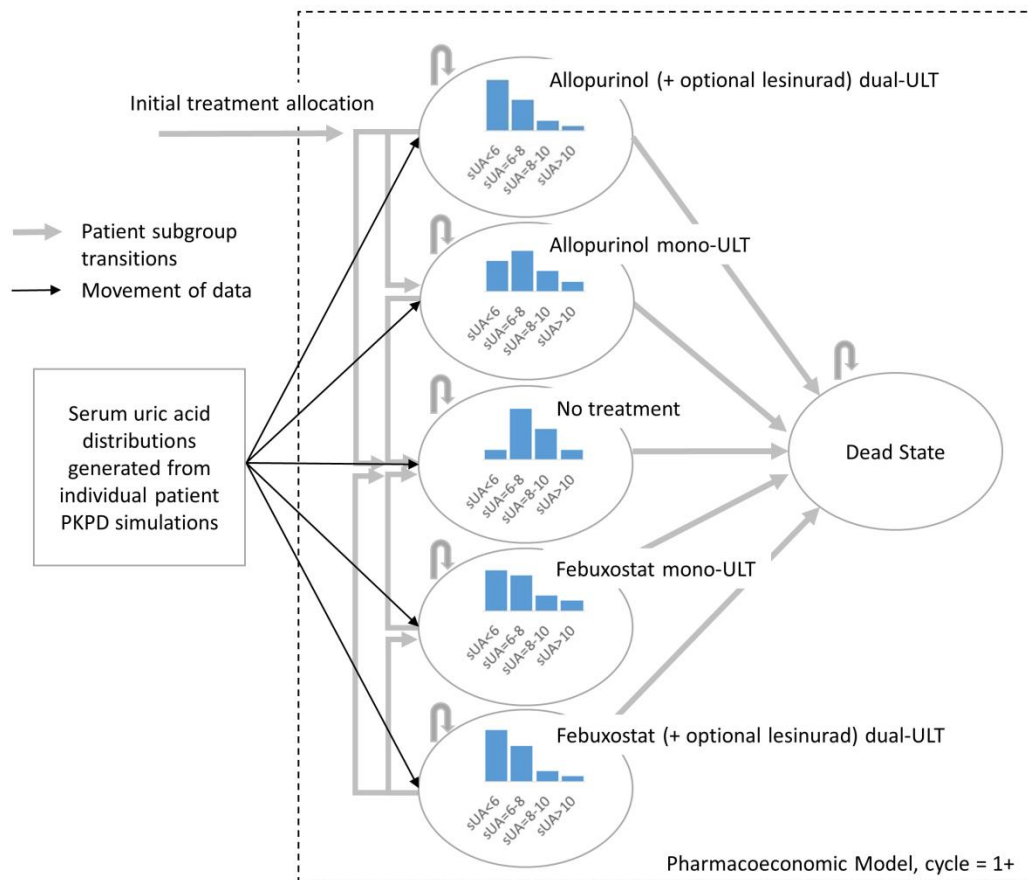 Initial treatment allocation
Patient subgroup
transitions
Movement of data
Serum uric acid
distributions
generated from
individual patient
PKPD simulations
Allopurinol (+ optional lesinurad) dual-ULT
sUA<6
sUA=6-8
sUA=8-10
sUA>10
Allopurinol mono-ULT
sUA<6
sUA=6-8
sUA=8-10
sUA>10
No treatment
sUA<6
sUA=6-8
sUA=8-10
sUA>10
Febuxostat mono-ULT
sUA<6
sUA=6-8
sUA=8-10
sUA>10
Febuxostat (+ optional lesinurad) dual-ULT
sUA<6
sUA=6-8
sUA=8-10
sUA>10
Dead State
Pharmacoeconomic Model, cycle = 1+